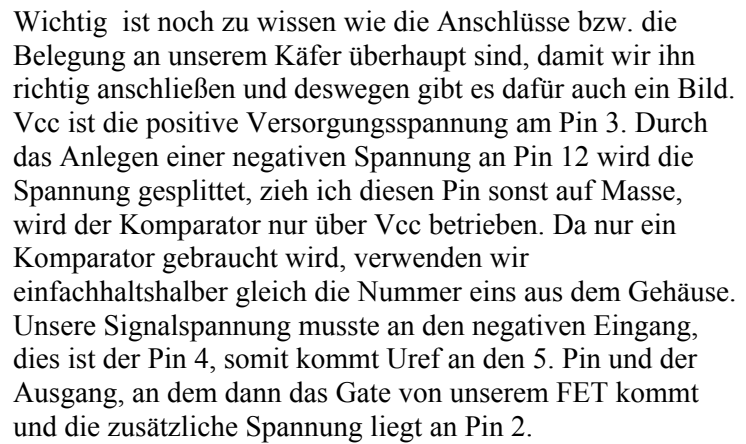 Wichtig ist noch zu wissen wie die Anschlüsse bzw. die
Belegung an unserem Käfer überhaupt sind, damit wir ihn
richtig anschließen und deswegen gibt es dafür auch ein Bild.
Vcc ist die positive Versorgungsspannung am Pin 3. Durch
das Anlegen einer negativen Spannung an Pin 12 wird die
Spannung gesplittet, zieh ich diesen Pin sonst auf Masse,
wird der Komparator nur über Vcc betrieben. Da nur ein
Komparator gebraucht wird, verwenden wir
einfachhaltshalber gleich die Nummer eins aus dem Gehäuse.
Unsere Signalspannung musste an den negativen Eingang,
dies ist der Pin 4, somit kommt Uref an den 5. Pin und der
Ausgang, an dem dann das Gate von unserem FET kommt
und die zusätzliche Spannung liegt an Pin 2.